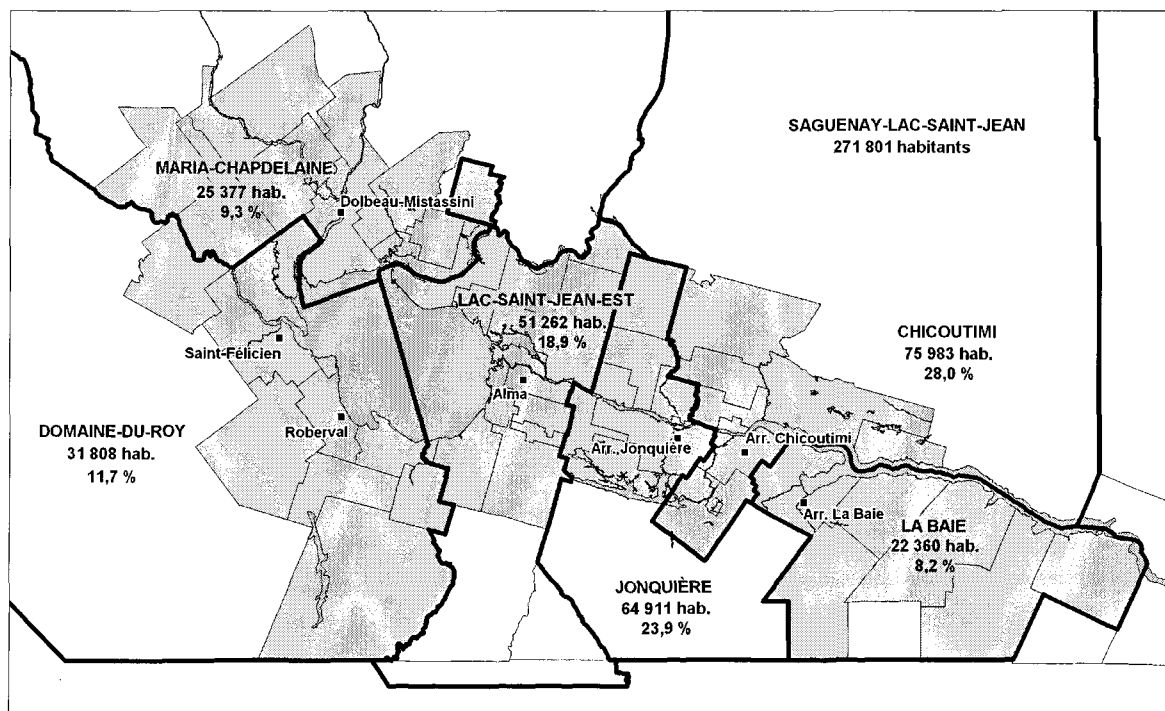 SAGUENAY-LAC-SAINT-JEAN
271 801 habitants
MARIA-CHAPDELAINE
25 377 hab.
9,3 %
Dolbeau-Mistassini
LAC-SAINT-JEAN-EST
51 262 hab.
18,9 %
CHICOUTIMI
75 983 hab.
28,0 %
Saint-Félicien
Alma
DOMAINE-DU-ROY
31 808 hab.
11,7 %
Roberval
Arr. Jonquière
Arr. Chicoutimi
Arr. La Baie
LA BAIE
22 360 hab.
8,2 %
JONQUIÈRE
64 911 hab.
23,9 %